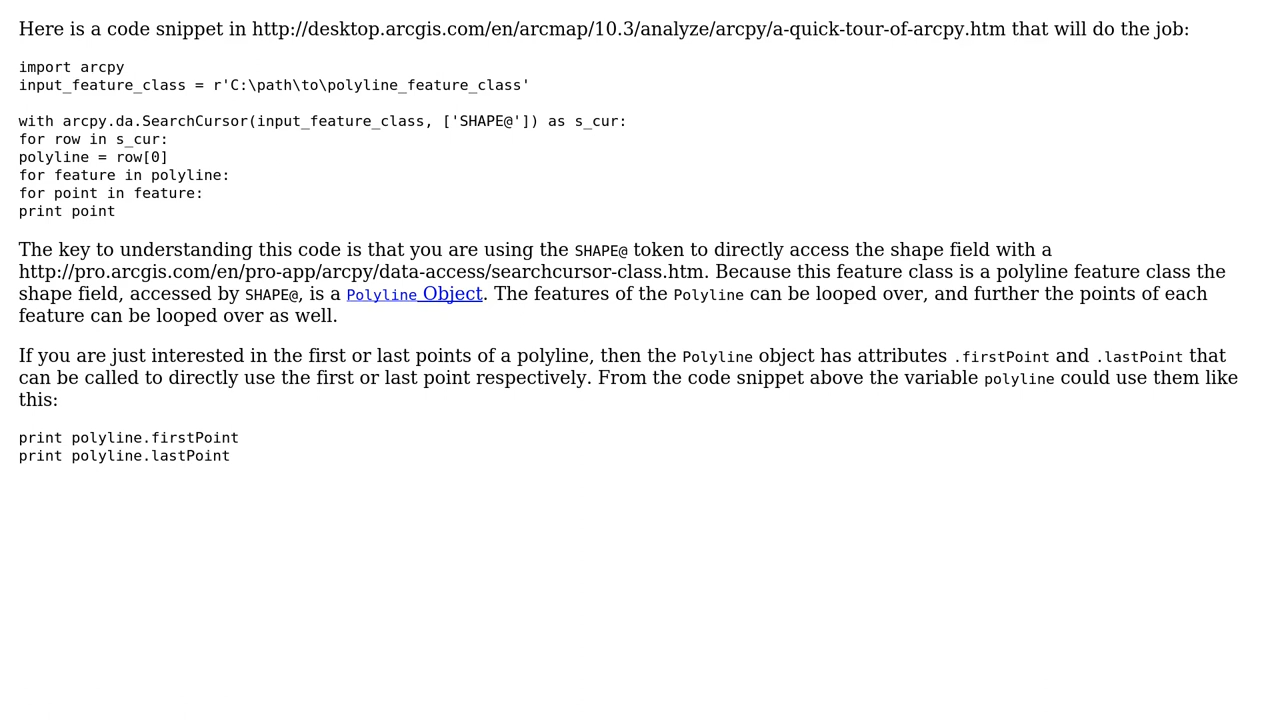 Here is a code snippet in http://desktop.arcgis.com/en/arcmap/10.3/analyze/arcpy/a-quick-tour-of-arcpy.htm that will do the job:
import arcpy
input_feature_class = r'C:\path\to\polyline_feature_class'
with arcpy.da.SearchCursor(input_feature_class, ['SHAPE@']) as s_cur:
for row in s_cur:
polyline = row[0]
for feature in polyline:
for point in feature:
print point
The key to understanding this code is that you are using the SHAPE@ token to directly access the shape field with a
http://pro.arcgis.com/en/pro-app/arcpy/data-access/searchcursor-class.htm. Because this feature class is a polyline feature class the
shape field, accessed by SHAPE@, is a Polyline Object. The features of the Polyline can be looped over, and further the points of each
feature can be looped over as well.
If you are just interested in the first or last points of a polyline, then the Polyline object has attributes .firstPoint and .lastPoint that
can be called to directly use the first or last point respectively. From the code snippet above the variable polyline could use them like
this:
print polyline.firstPoint
print polyline.lastPoint